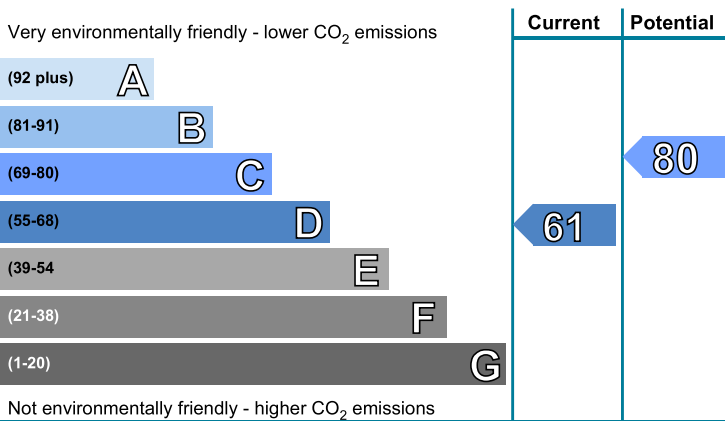 Very environmentally friendly - lower CO2 emissions
Current
Potential
(92 plus) A
(81-91) B
(69-80) C
80
(55-68) D
61
(39-54 E
(21-38) F
(1-20) G
Not environmentally friendly - higher CO2 emissions